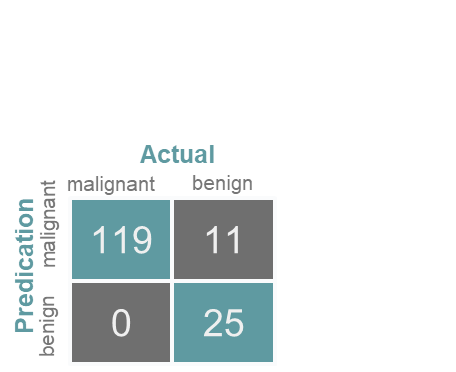 Actual
malignant benign
Predication
malignant
119 11
benign
0 25